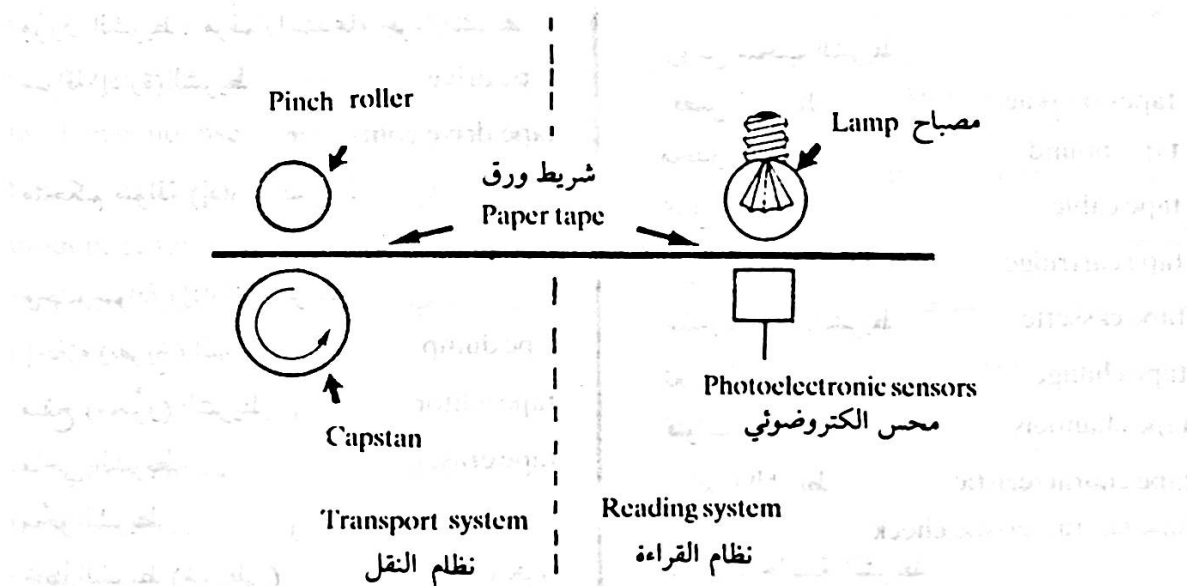 Pinch roller
Lamp مصباح
شريط ورق
Paper tape
Capstan
Photoelectronic sensors
محس الكتروضوئي
Transport system
نظلم النقل
Reading system
نظام القراءة